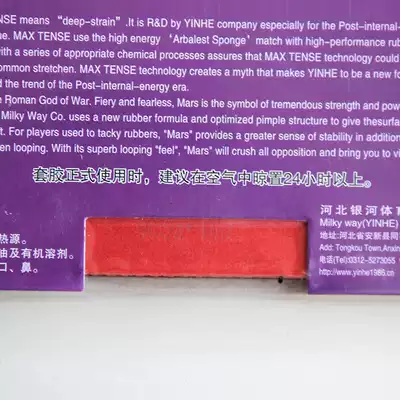 NSE means "deep-strain" .It is R&D by YINHE company especially for the Post-internal-
e. MAX TENSE use the high energy 'Arbalest Sponge' match with high-performance rub
with a series of appropriate chemical processes assures that MAX TENSE technology could
ommon stretchen. MAX TENSE technology creates a myth that makes YINHE to be a new fo
d the trend of the Post-internal-energy era.
e Roman God of War. Fiery and fearless, Mars is the symbol of tremendous strength and pow
Milky Way Co. uses a new rubber formula and optimized pimple structure to give thesurfa
t. For players used to tacky rubbers, "Mars" provides a greater sense of stability in addition
en looping. With its superb looping "feel", "Mars" will crush all opposition and bring you to vi
套胶正式使用时，建议在空气中晾置24小时以上。
热源。
油及有机溶剂。
口、鼻。
河北银河体育
Milky way(YINHE)
地址:河北省安新县同
Add: Tongkou Town,Anxin
电话(Tel):0312-5273055
http://www.yinhe1986.cn